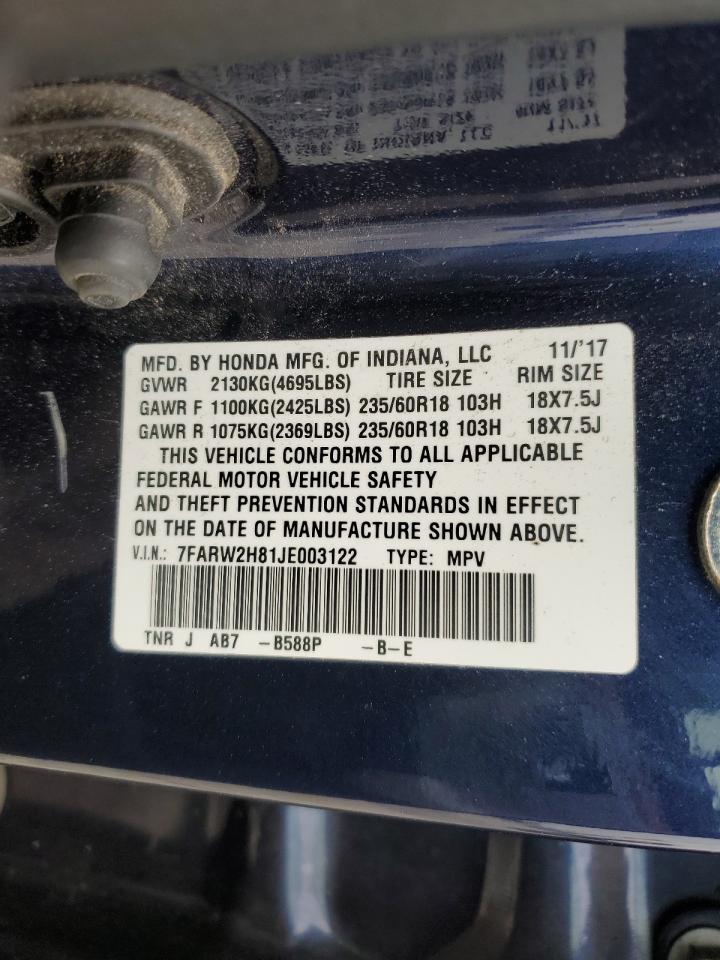 MFD. BY HONDA MFG. OF INDIANA, LLC 11/'17
GVWR 2130KG(4695LBS) TIRE SIZE RIM SIZE
GAWR F 1100KG(2425LBS) 235/60R18 103H 18X7.5J
GAWR R 1075KG(2369LBS) 235/60R18 103H 18X7.5J
THIS VEHICLE CONFORMS TO ALL APPLICABLE
FEDERAL MOTOR VEHICLE SAFETY
AND THEFT PREVENTION STANDARDS IN EFFECT
ON THE DATE OF MANUFACTURE SHOWN ABOVE.
V.I.N.: 7FARW2H81JE003122 TYPE: MPV
TNR J AB7 -B588P -B-E